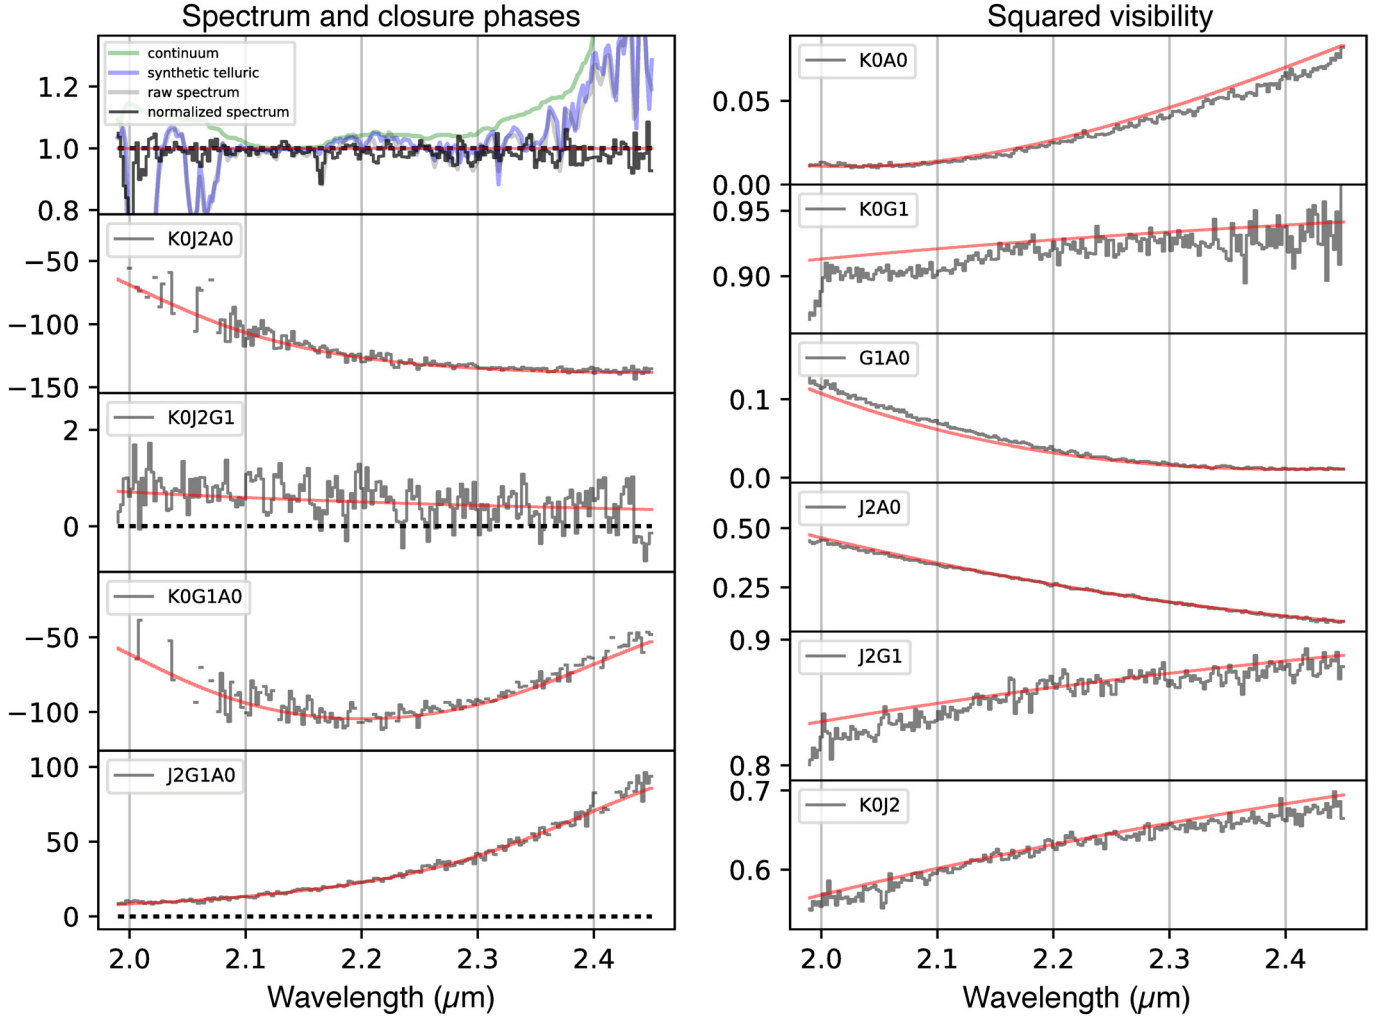 Spectrum and closure phases
continuum
synthetic telluric
raw spectrum
normalized spectrum
1.2
1.0
0.8
K0J2A0
−50
−100
−150
K0J2G1
2
0
K0G1A0
−50
−100
J2G1A0
100
50
0
2.0 2.1 2.2 2.3 2.4
Wavelength (μm)
Squared visibility
K0A0
0.05
0.00
K0G1
0.95
0.90
G1A0
0.1
0.0
J2A0
0.50
0.25
J2G1
0.9
0.8
K0J2
0.7
0.6
2.0 2.1 2.2 2.3 2.4
Wavelength (μm)